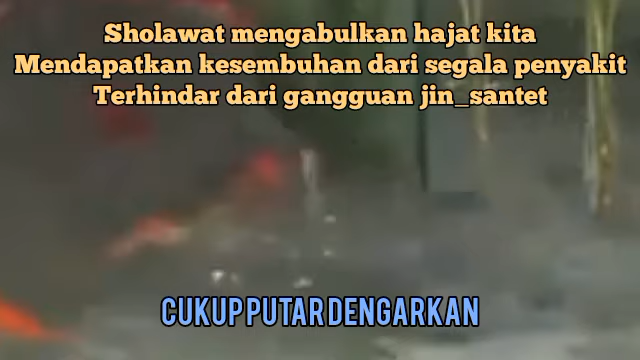 Sholawat mengabulkan hajat kita
Mendapatkan kesembuhan dari segala penyakit
Terhindar dari gangguan jin_santet
CUKUP PUTAR DENGARKAN